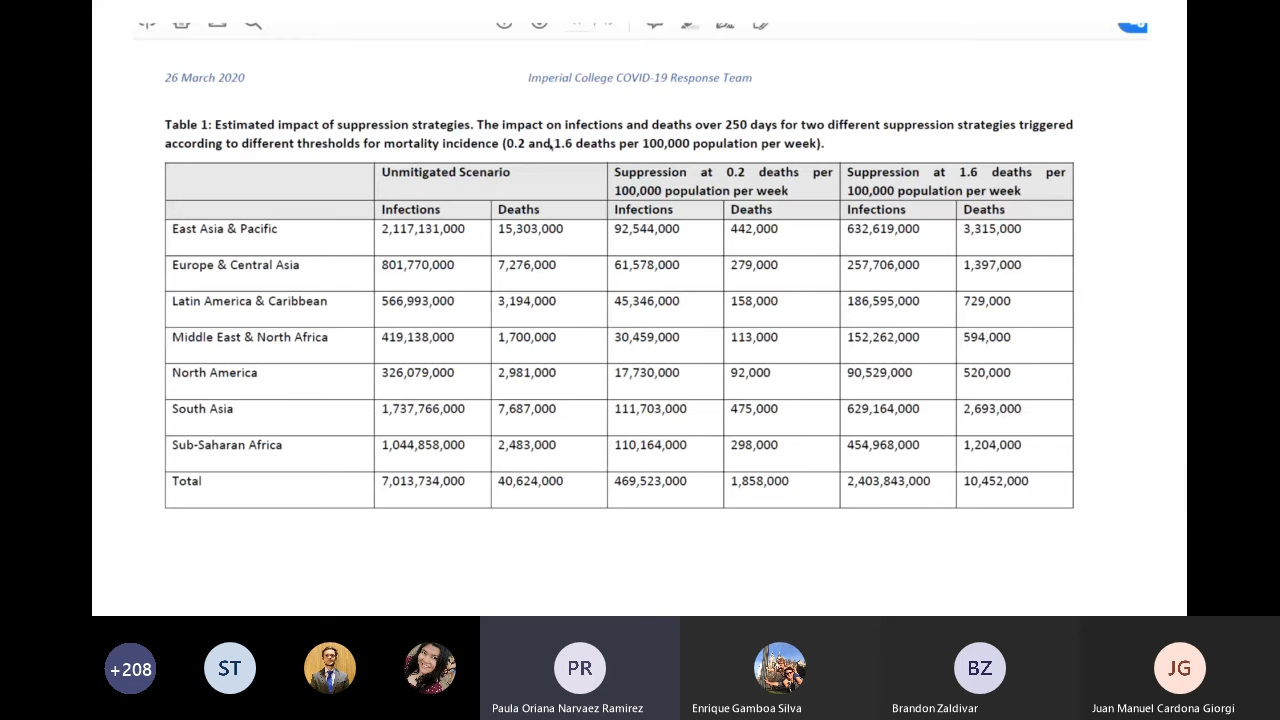 26 March 2020 Imperial College COVID-19 Response Team
Table 1: Estimated impact of suppression strategies. The impact on infections and deaths over 250 days for two different suppression strategies triggered
according to different thresholds for mortality incidence (0.2 and 1.6 deaths per 100,000 population per week).
Unmitigated Scenario Suppression at 0.2 deaths per Suppression at 1.6 deaths per
100,000 population per week 100,000 population per week
Infections Deaths Infections Deaths Infections Deaths
East Asia & Pacific 2,117,131,000 15,303,000 92,544,000 442,000 632,619,000 3,315,000
Europe & Central Asia 801,770,000 7,276,000 61,578,000 279,000 257,706,000 1,397,000
Latin America & Caribbean 566,993,000 3,194,000 45,346,000 158,000 186,595,000 729,000
Middle East & North Africa 419,138,000 1,700,000 30,459,000 113,000 152,262,000 594,000
North America 326,079,000 2,981,000 17,730,000 92,000 90,529,000 520,000
South Asia 1,737,766,000 7,687,000 111,703,000 475,000 629,164,000 2,693,000
Sub-Saharan Africa 1,044,858,000 2,483,000 110,164,000 298,000 454,968,000 1,204,000
Total 7,013,734,000 40,624,000 469,523,000 1,858,000 2,403,843,000 10,452,000
+208 ST PR BZ JG
Paula Oriana Narvaez Ramirez Enrique Gamboa Silva Brandon Zaldivar Juan Manuel Cardona Giorgi